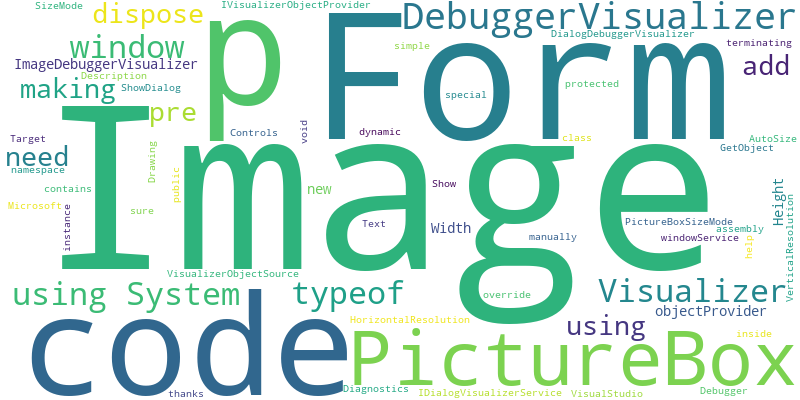 SizeMode
IVisualizerObjectProvider
dispose
p
Form
DebuggerVisualizer
window
DialogDebuggerVisualizer
simple
terminating
ImageDebuggerVisualizer
add
Description
making
ShowDialog
special
protected
pre
Image
Target
Controls
void
dynamic
class
AutoSize
need
Drawing
GetObject
namespace
contains
public
new
Show
Height
VerticalResolution
Microsoft
instance
sure
Text
Width
manually
PictureBoxSizeMode
assembly
windowService
help
VisualizerObjectSource
using System
typeof
override
Visualizer
code
objectProvider
HorizontalResolution
using
inside
PictureBox
thanks
Diagnostics
IDialogVisualizerService
VisualStudio
Debugger